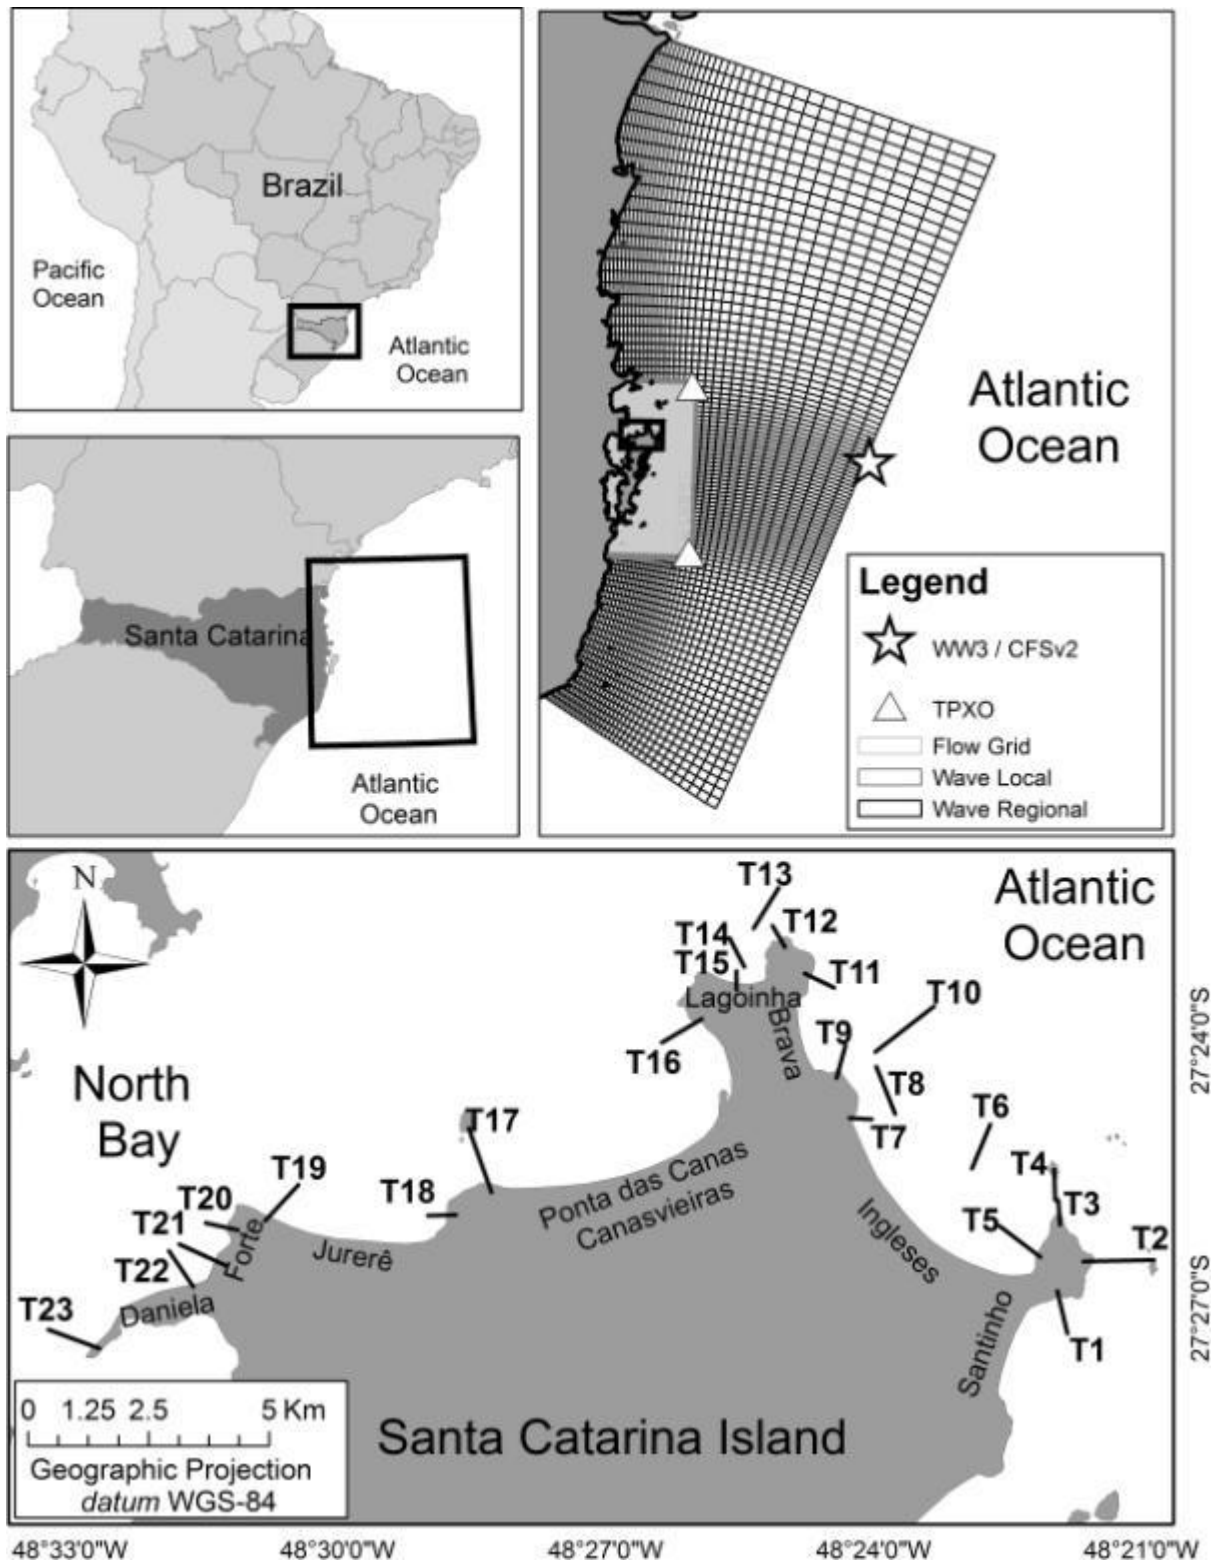 Brazil
Pacific
Ocean
Atlantic
Ocean
Santa Catarina
Atlantic
Ocean
Atlantic
Ocean
Legend
WW3 / CFSv2
TPXO
Flow Grid
Wave Local
Wave Regional
N
Atlantic
Ocean
North
Bay
T13
T12
T14
T15
T11
Lagoinha
T10
T16
T9
Brava
T8
T7
T6
T17
T4
T3
T5
T2
T19
T18
T20
T21
T22
T23
T1
Ponta das Canas
Canasvieiras
Ingleses
Forte
Jurerê
Daniela
Santinho
27°24'0"S
27°27'0"S
0 1.25 2.5 5 Km
Geographic Projection
datum WGS-84
Santa Catarina Island
48°33'0"W 48°30'0"W 48°27'0"W 48°24'0"W 48°21'0"W